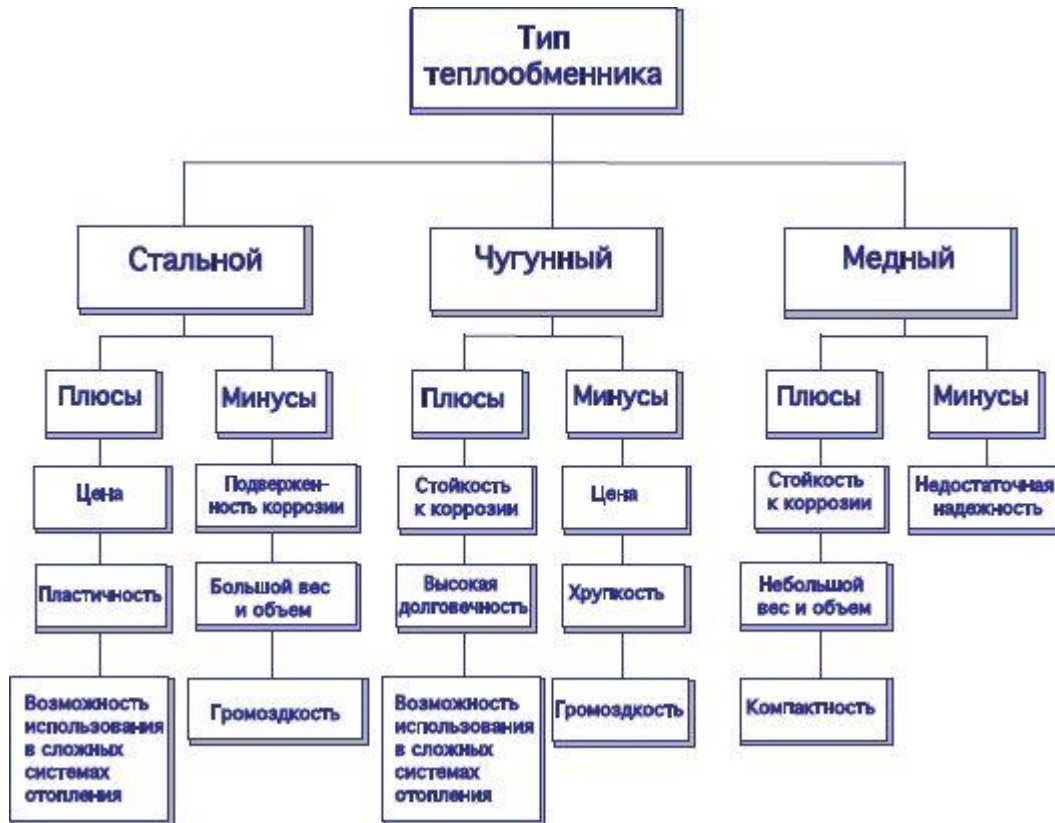 Тип
теплообменника
Стальной
Чугунный
Медный
Плюсы
Минусы
Плюсы
Минусы
Плюсы
Минусы
Цена
Подвержен-
ность коррозии
Стойкость
к коррозии
Цена
Стойкость
к коррозии
Недостаточная
надежность
Пластичность
Большой вес
и объем
Высокая
долговечность
Хрупкость
Небольшой
вес и объем
Возможность
использования
в сложных
системах
отопления
Громоздкость
Возможность
использования
в сложных
системах
отопления
Громоздкость
Компактность